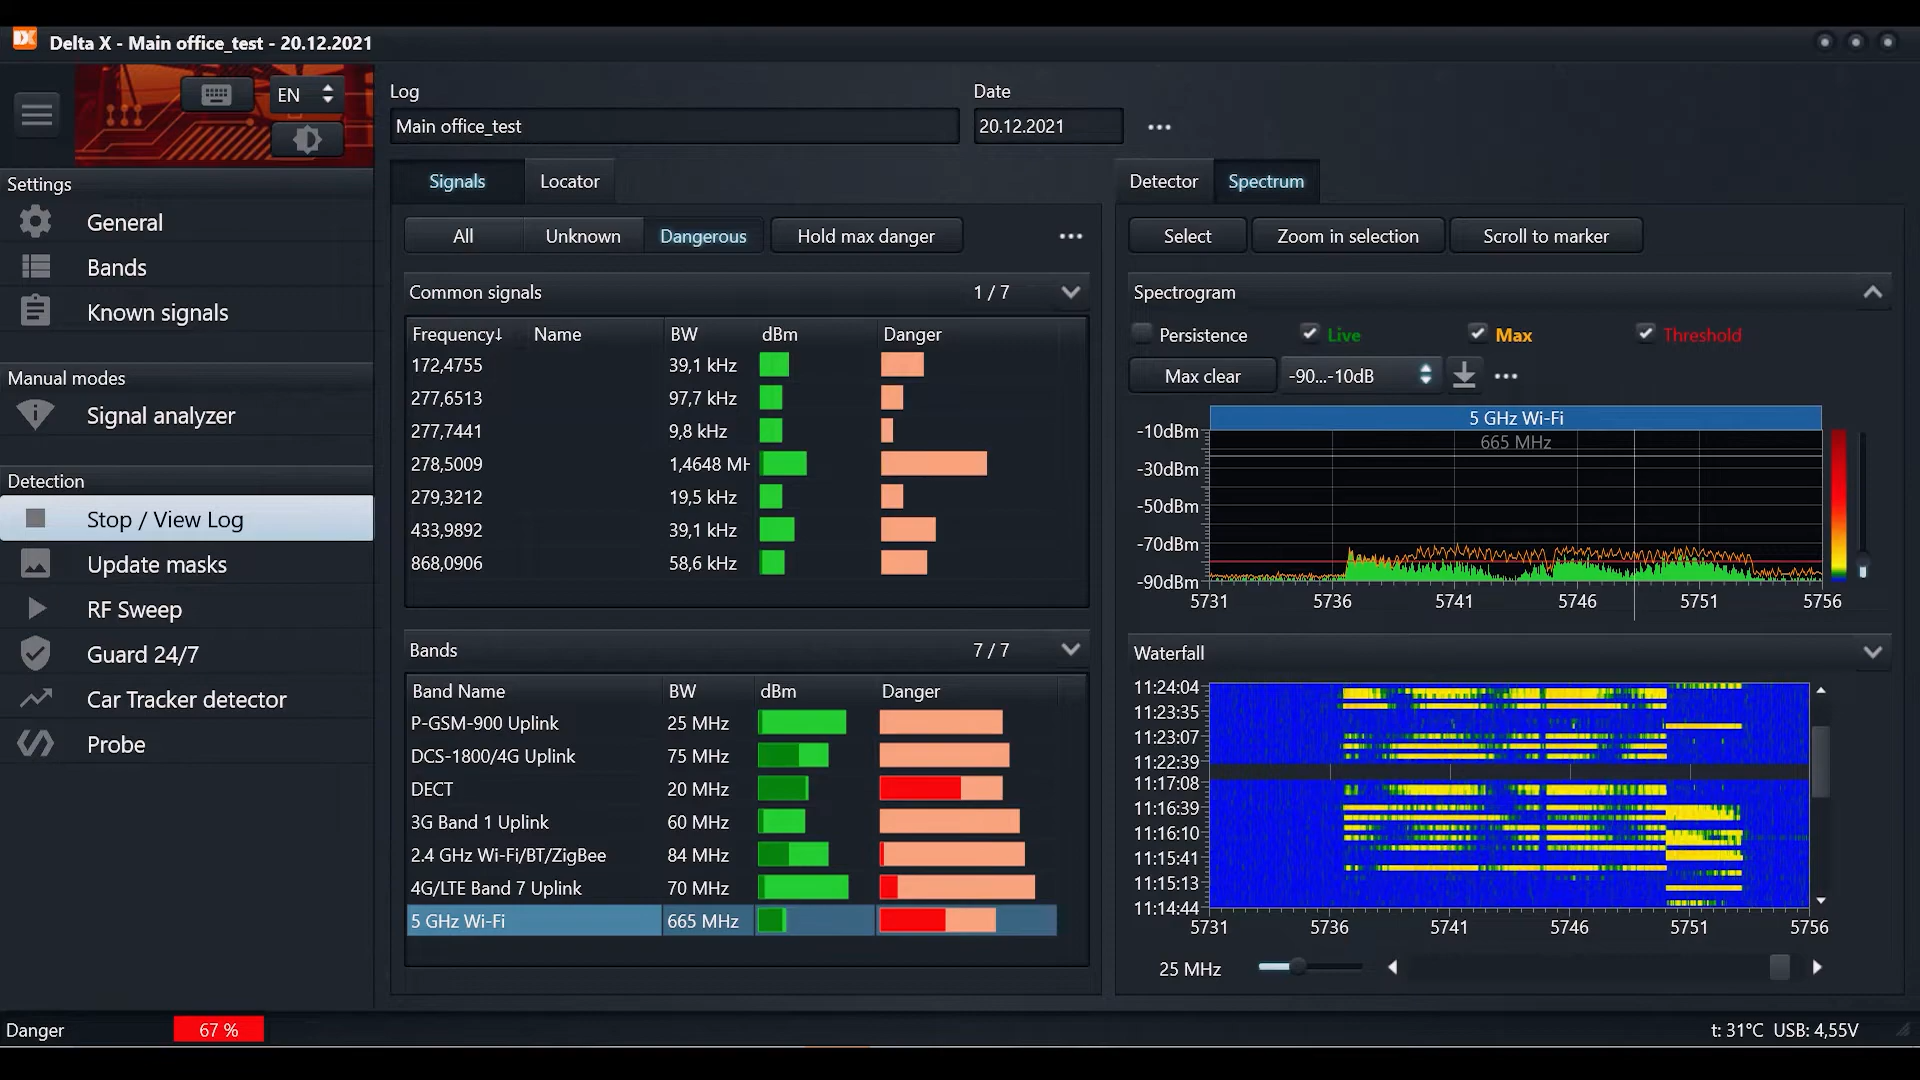 DX Delta X - Main office_test - 20.12.2021
EN
Settings
General
Bands
Known signals
Manual modes
Signal analyzer
Detection
Stop / View Log
Update masks
RF Sweep
Guard 24/7
Car Tracker detector
Probe
Log
Date
Main office_test
20.12.2021
Signals
Locator
All
Unknown
Dangerous
Hold max danger
Common signals 1 / 7
Frequency↓ Name BW dBm Danger
172,4755 39,1 kHz
277,6513 97,7 kHz
277,7441 9,8 kHz
278,5009 1,4648 MH
279,3212 19,5 kHz
433,9892 39,1 kHz
868,0906 58,6 kHz
Bands 7 / 7
Band Name BW dBm Danger
P-GSM-900 Uplink 25 MHz
DCS-1800/4G Uplink 75 MHz
DECT 20 MHz
3G Band 1 Uplink 60 MHz
2.4 GHz Wi-Fi/BT/ZigBee 84 MHz
4G/LTE Band 7 Uplink 70 MHz
5 GHz Wi-Fi 665 MHz
Detector
Spectrum
Select
Zoom in selection
Scroll to marker
Spectrogram
Persistence Live Max Threshold
Max clear -90...-10dB
5 GHz Wi-Fi
665 MHz
-10dBm
-30dBm
-50dBm
-70dBm
-90dBm
5731 5736 5741 5746 5751 5756
Waterfall
11:24:04
11:23:35
11:23:07
11:22:39
11:17:08
11:16:39
11:16:10
11:15:41
11:15:13
11:14:44
5731 5736 5741 5746 5751 5756
25 MHz
Danger 67 %
t: 31°C USB: 4,55V